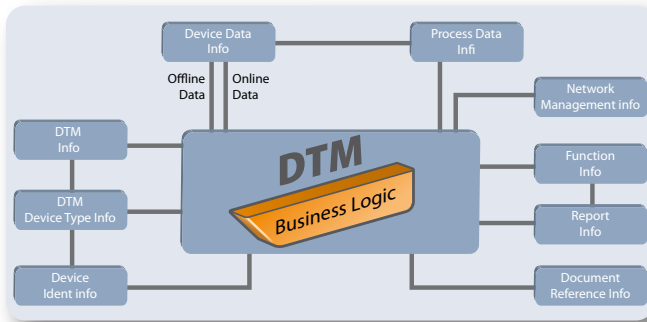 Device Data
Info
Process Data
Infi
Offline
Data
Online
Data
Network
Management info
DTM
Info
DTM
Function
Info
DTM
Device Type Info
Business Logic
Report
Info
Device
Ident info
Document
Reference Info